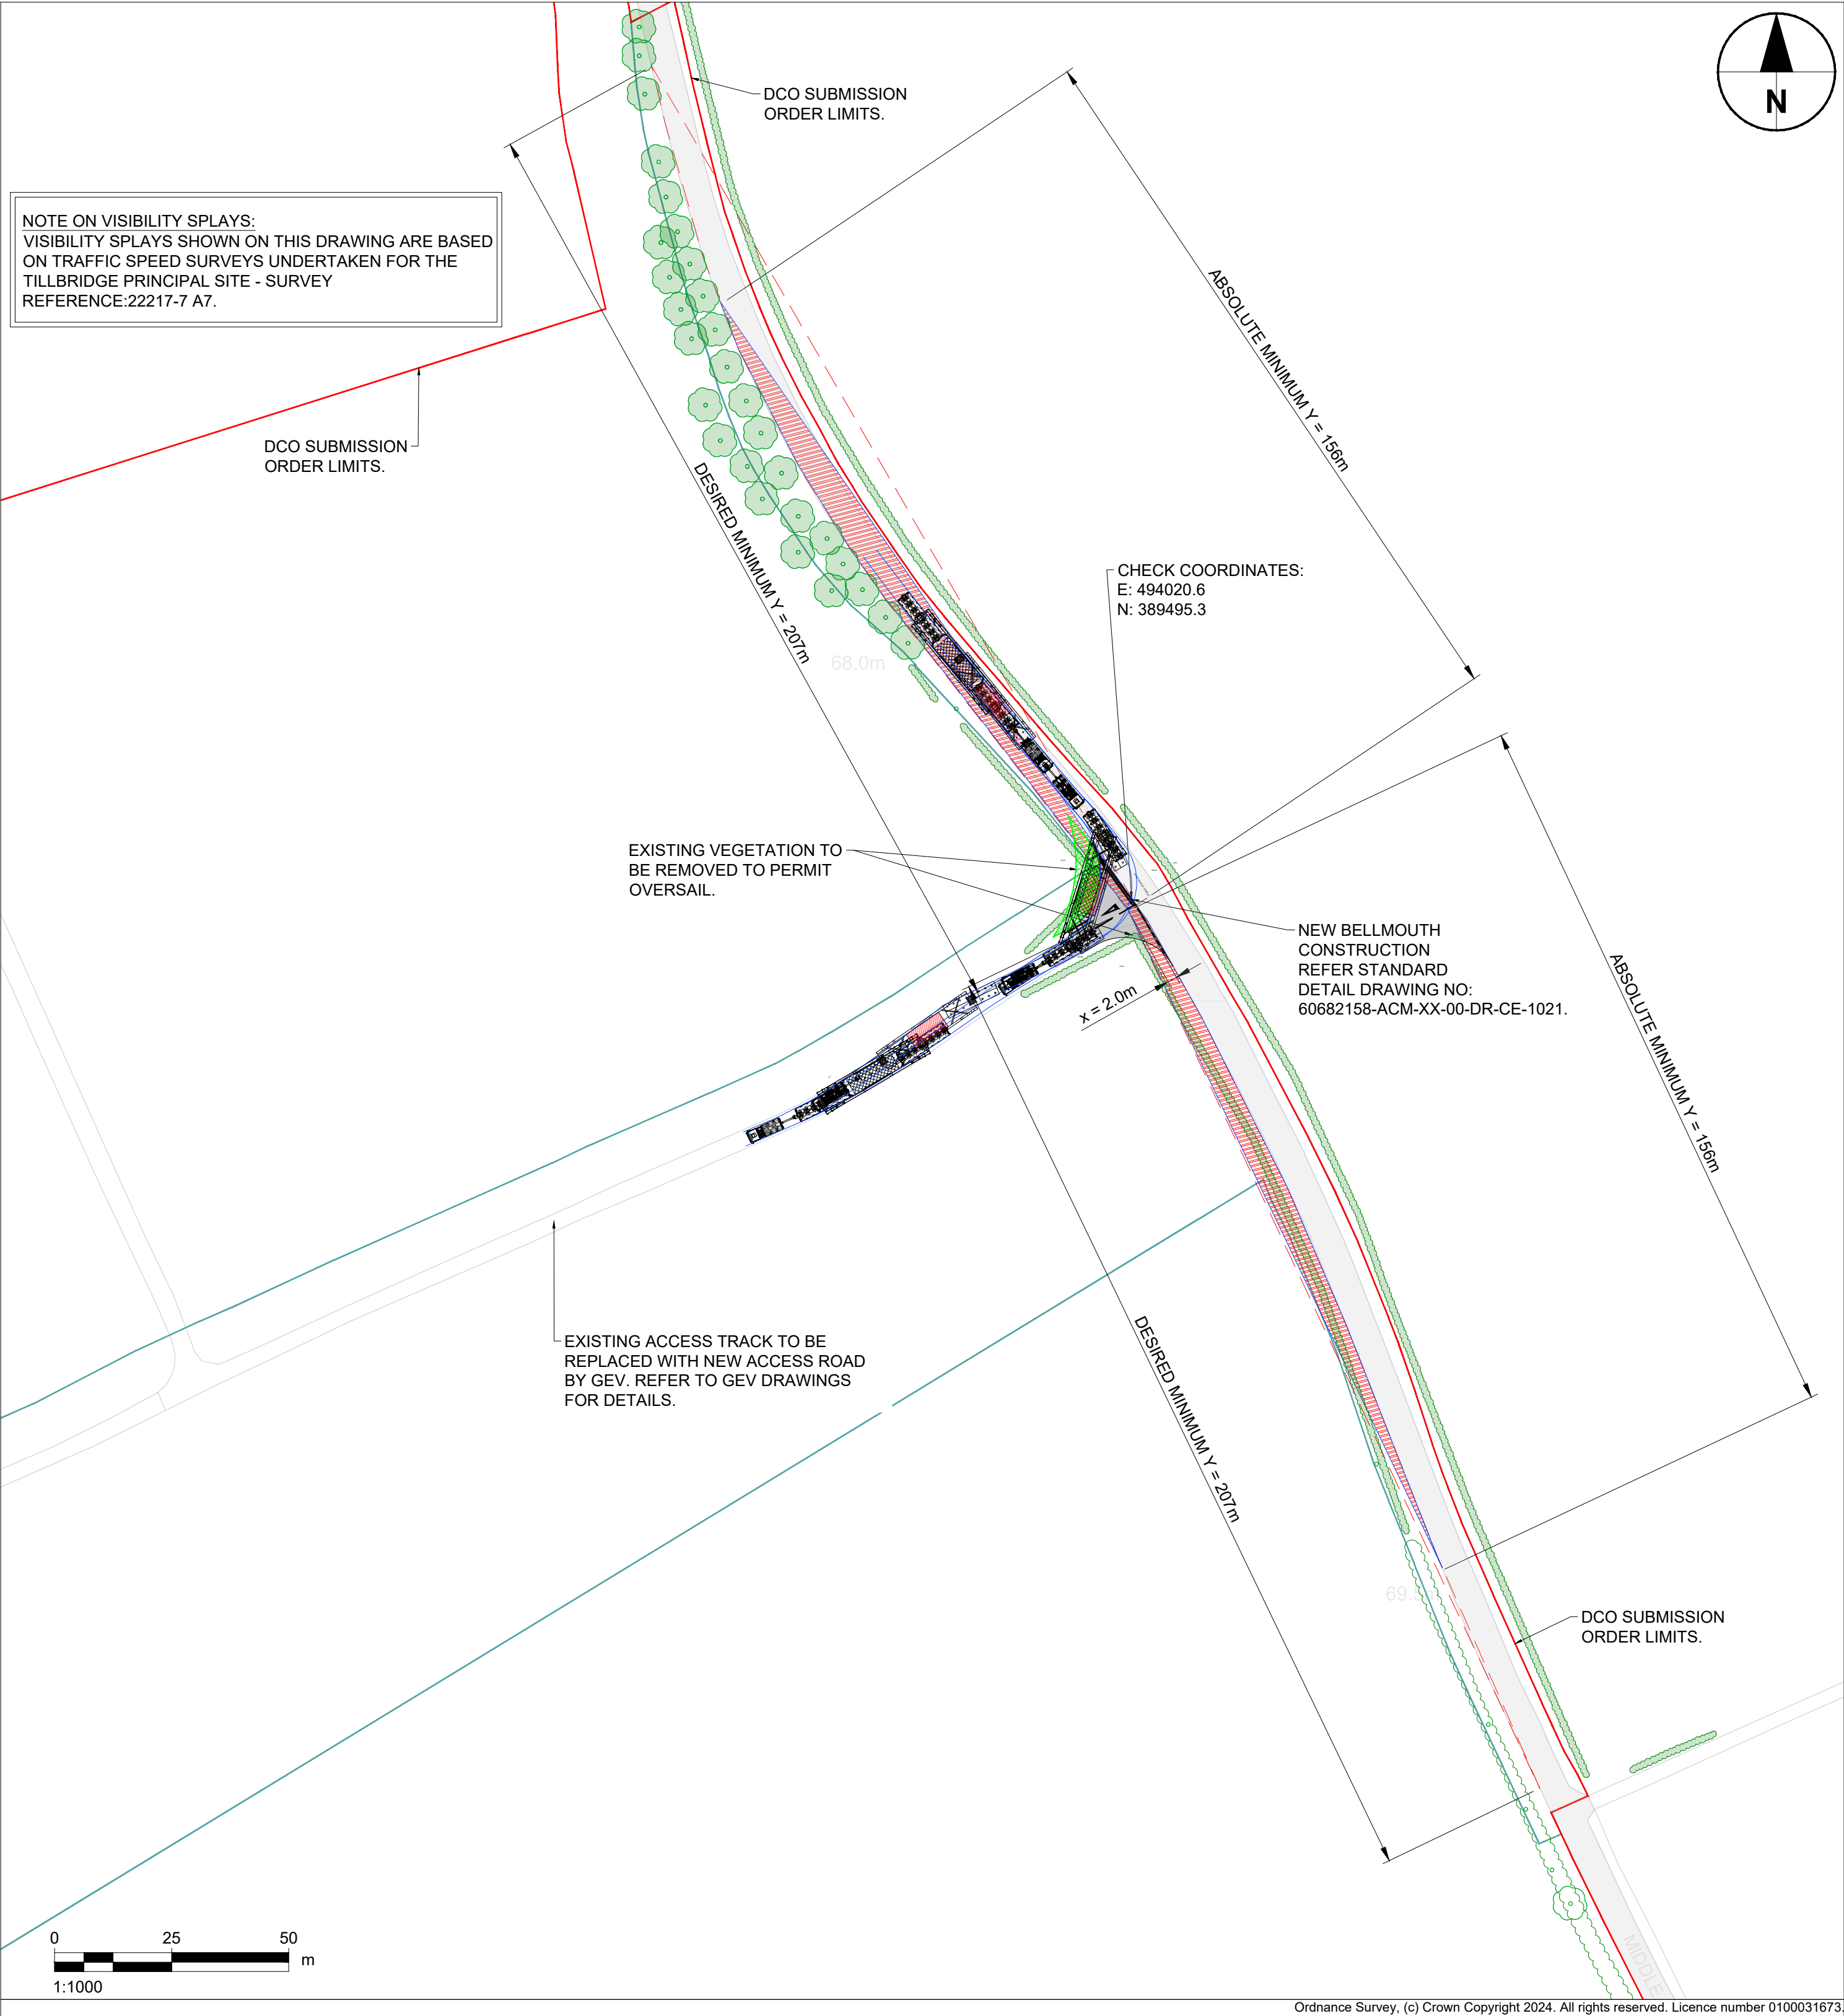 N
DCO SUBMISSION
ORDER LIMITS.
NOTE ON VISIBILITY SPLAYS:
VISIBILITY SPLAYS SHOWN ON THIS DRAWING ARE BASED
ON TRAFFIC SPEED SURVEYS UNDERTAKEN FOR THE
TILLBRIDGE PRINCIPAL SITE - SURVEY
REFERENCE:22217-7 A7.
ABSOLUTE MINIMUM Y = 156m
DCO SUBMISSION
ORDER LIMITS.
DESIRED MINIMUM Y = 207m
CHECK COORDINATES:
E: 494020.6
N: 389495.3
68.0m
EXISTING VEGETATION TO
BE REMOVED TO PERMIT
OVERSAIL.
NEW BELLMOUTH
CONSTRUCTION
REFER STANDARD
DETAIL DRAWING NO:
60682158-ACM-XX-00-DR-CE-1021.
x = 2.0m
ABSOLUTE MINIMUM Y = 156m
EXISTING ACCESS TRACK TO BE
REPLACED WITH NEW ACCESS ROAD
BY GEV. REFER TO GEV DRAWINGS
FOR DETAILS.
DESIRED MINIMUM Y = 207m
DCO SUBMISSION
ORDER LIMITS.
MIDDLE
0 25 50
m
1:1000
Ordnance Survey, (c) Crown Copyright 2024. All rights reserved. Licence number 0100031673